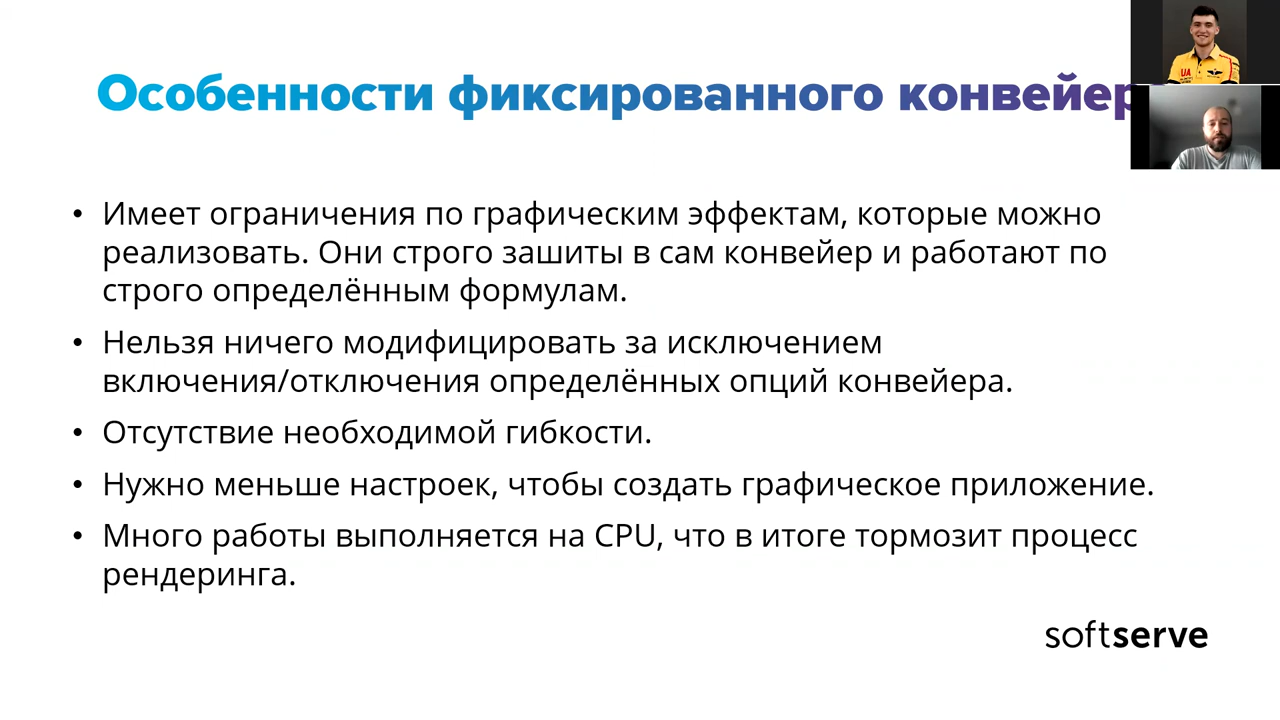 Особенности фиксированного конвейер
• Имеет ограничения по графическим эффектам, которые можно
реализовать. Они строго зашиты в сам конвейер и работают по
строго определённым формулам.
• Нельзя ничего модифицировать за исключением
включения/отключения определённых опций конвейера.
• Отсутствие необходимой гибкости.
• Нужно меньше настроек, чтобы создать графическое приложение.
• Много работы выполняется на CPU, что в итоге тормозит процесс
рендеринга.
softserve
UA